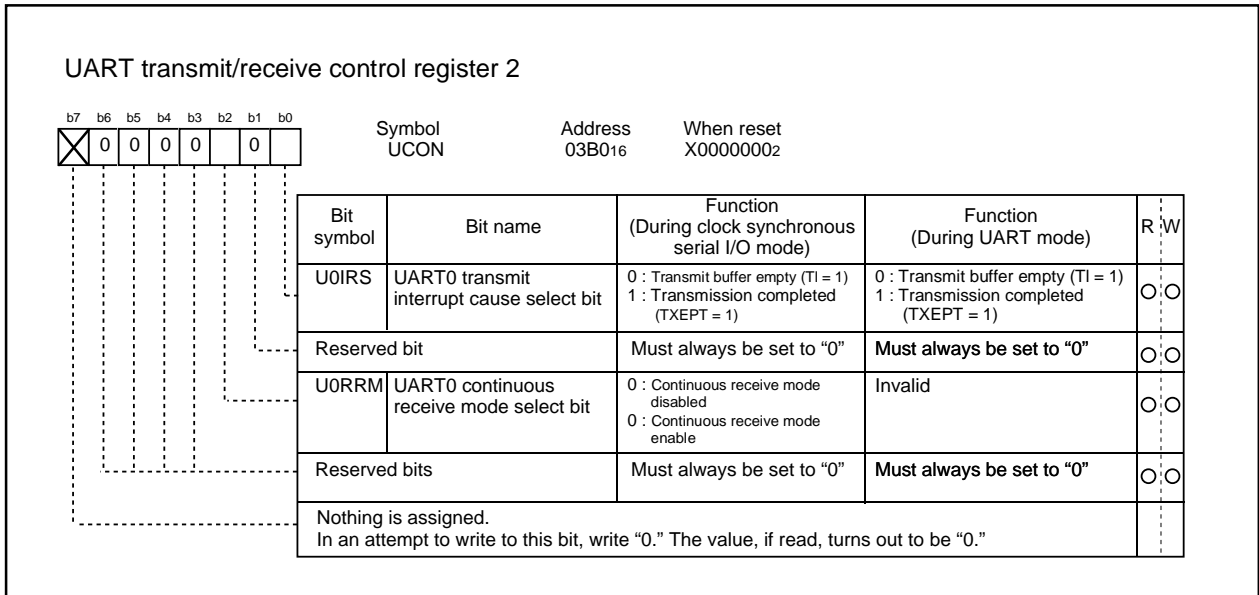 UART transmit/receive control register 2
b7 b6 b5 b4 b3 b2 b1 b0
0 0 0 0 0
Symbol Address When reset
UCON 03B016 X00000002
Bit symbol Bit name Function (During clock synchronous serial I/O mode) Function (During UART mode) R W
U0IRS UART0 transmit interrupt cause select bit
0 : Transmit buffer empty (TI = 1)
1 : Transmission completed
(TXEPT = 1)
0 : Transmit buffer empty (TI = 1)
1 : Transmission completed
(TXEPT = 1)
Reserved bit Must always be set to “0” Must always be set to “0”
U0RRM UART0 continuous receive mode select bit
0 : Continuous receive mode
disabled
0 : Continuous receive mode
enable
Invalid
Reserved bits Must always be set to “0” Must always be set to “0”
Nothing is assigned.
In an attempt to write to this bit, write “0.” The value, if read, turns out to be “0.”